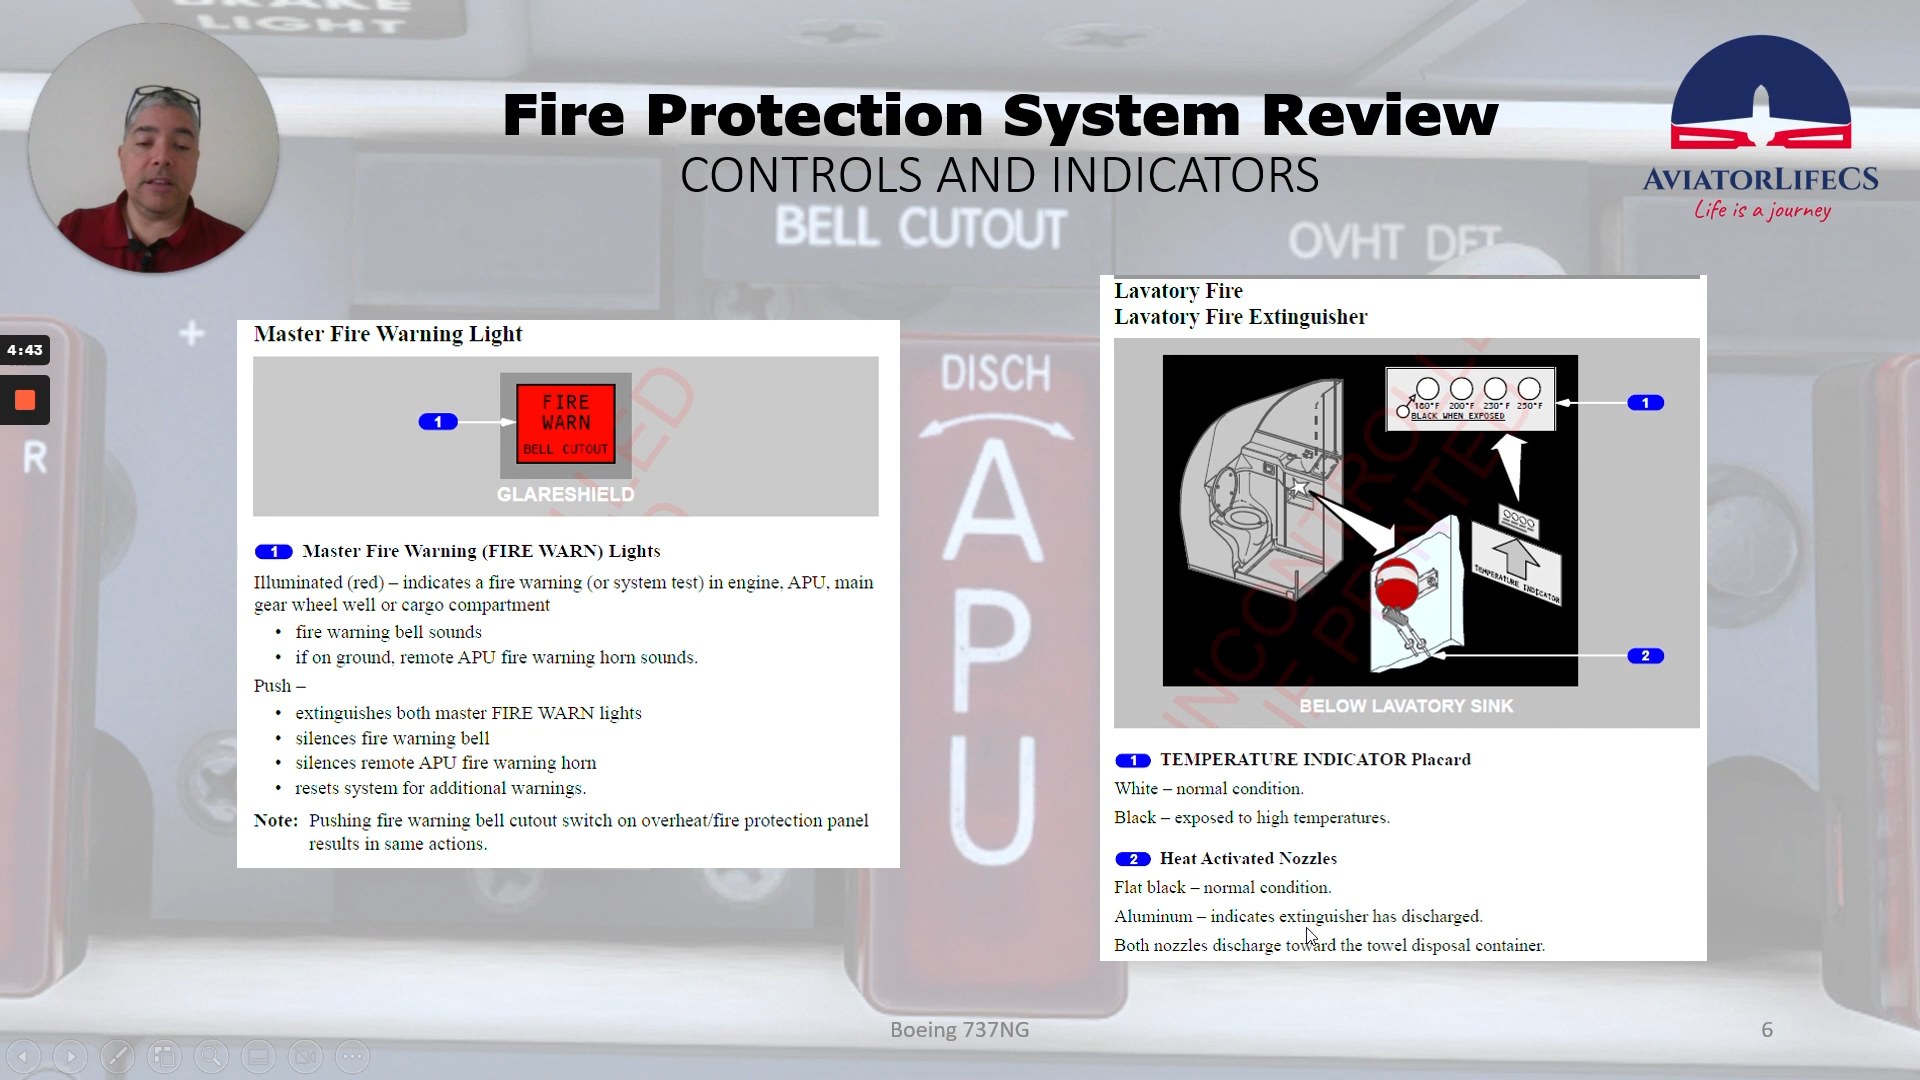 BRAKE
LIGHT
Fire Protection System Review
CONTROLS AND INDICATORS
AVIATORLIFECS
Life is a journey
BELL CUTOUT
OVHT DET
4:43
R
DISCH
APU
Master Fire Warning Light
1
FIRE
WARN
BELL CUTOUT
GLARESHIELD
1 Master Fire Warning (FIRE WARN) Lights
Illuminated (red) – indicates a fire warning (or system test) in engine, APU, main
gear wheel well or cargo compartment
• fire warning bell sounds
• if on ground, remote APU fire warning horn sounds.
Push –
• extinguishes both master FIRE WARN lights
• silences fire warning bell
• silences remote APU fire warning horn
• resets system for additional warnings.
Note: Pushing fire warning bell cutout switch on overheat/fire protection panel
results in same actions.
Lavatory Fire
Lavatory Fire Extinguisher
180°F 200°F 230°F 250°F
BLACK WHEN EXPOSED
1
TEMPERATURE INDICATOR
2
UNCONTROLLED
PRINTED
BELOW LAVATORY SINK
1 TEMPERATURE INDICATOR Placard
White – normal condition.
Black – exposed to high temperatures.
2 Heat Activated Nozzles
Flat black – normal condition.
Aluminum – indicates extinguisher has discharged.
Both nozzles discharge toward the towel disposal container.
Boeing 737NG
6